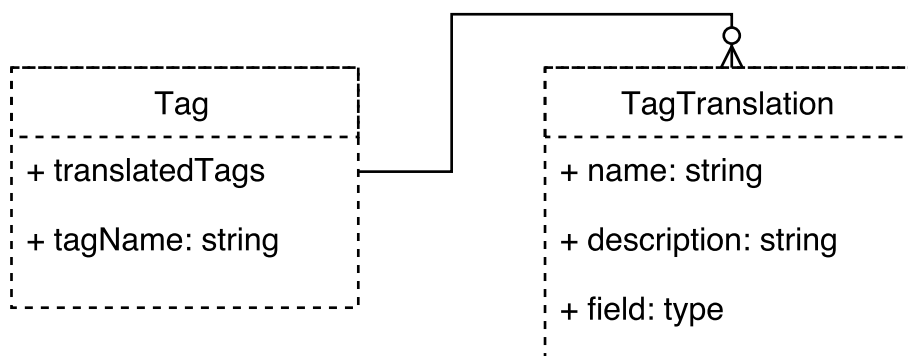 Tag
+ translatedTags
+ tagName: string
TagTranslation
+ name: string
+ description: string
+ field: type